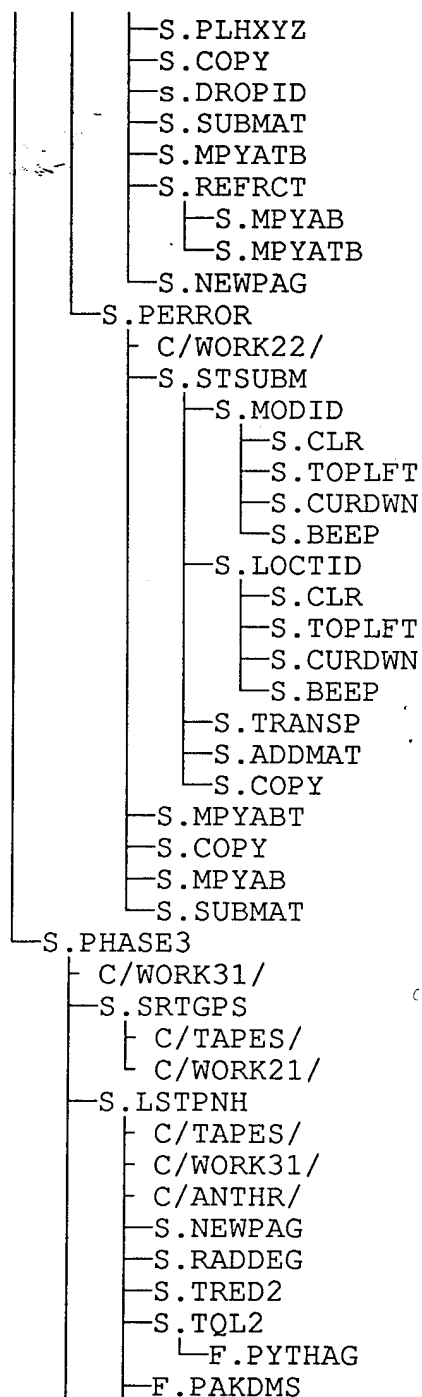 S.PLHXYZ
S.COPY
s.DROPID
S.SUBMAT
S.MPYATB
S.REFRCT
S.MPYAB
S.MPYATB
S.NEWPAG
S.PERROR
C/WORK22/
S.STSUBM
S.MODID
S.CLR
S.TOPLFT
S.CURDWN
S.BEEP
S.LOCTID
S.CLR
S.TOPLFT
S.CURDWN
S.BEEP
S.TRANSP
S.ADDMAT
S.COPY
S.MPYABT
S.COPY
S.MPYAB
S.SUBMAT
S.PHASE3
C/WORK31/
S.SRTGPS
C/TAPES/
C/WORK21/
S.LSTPNH
C/TAPES/
C/WORK31/
C/ANTHR/
S.NEWPAG
S.RADDEG
S.TRED2
S.TQL2
F.PYTHAG
F.PAKDMS